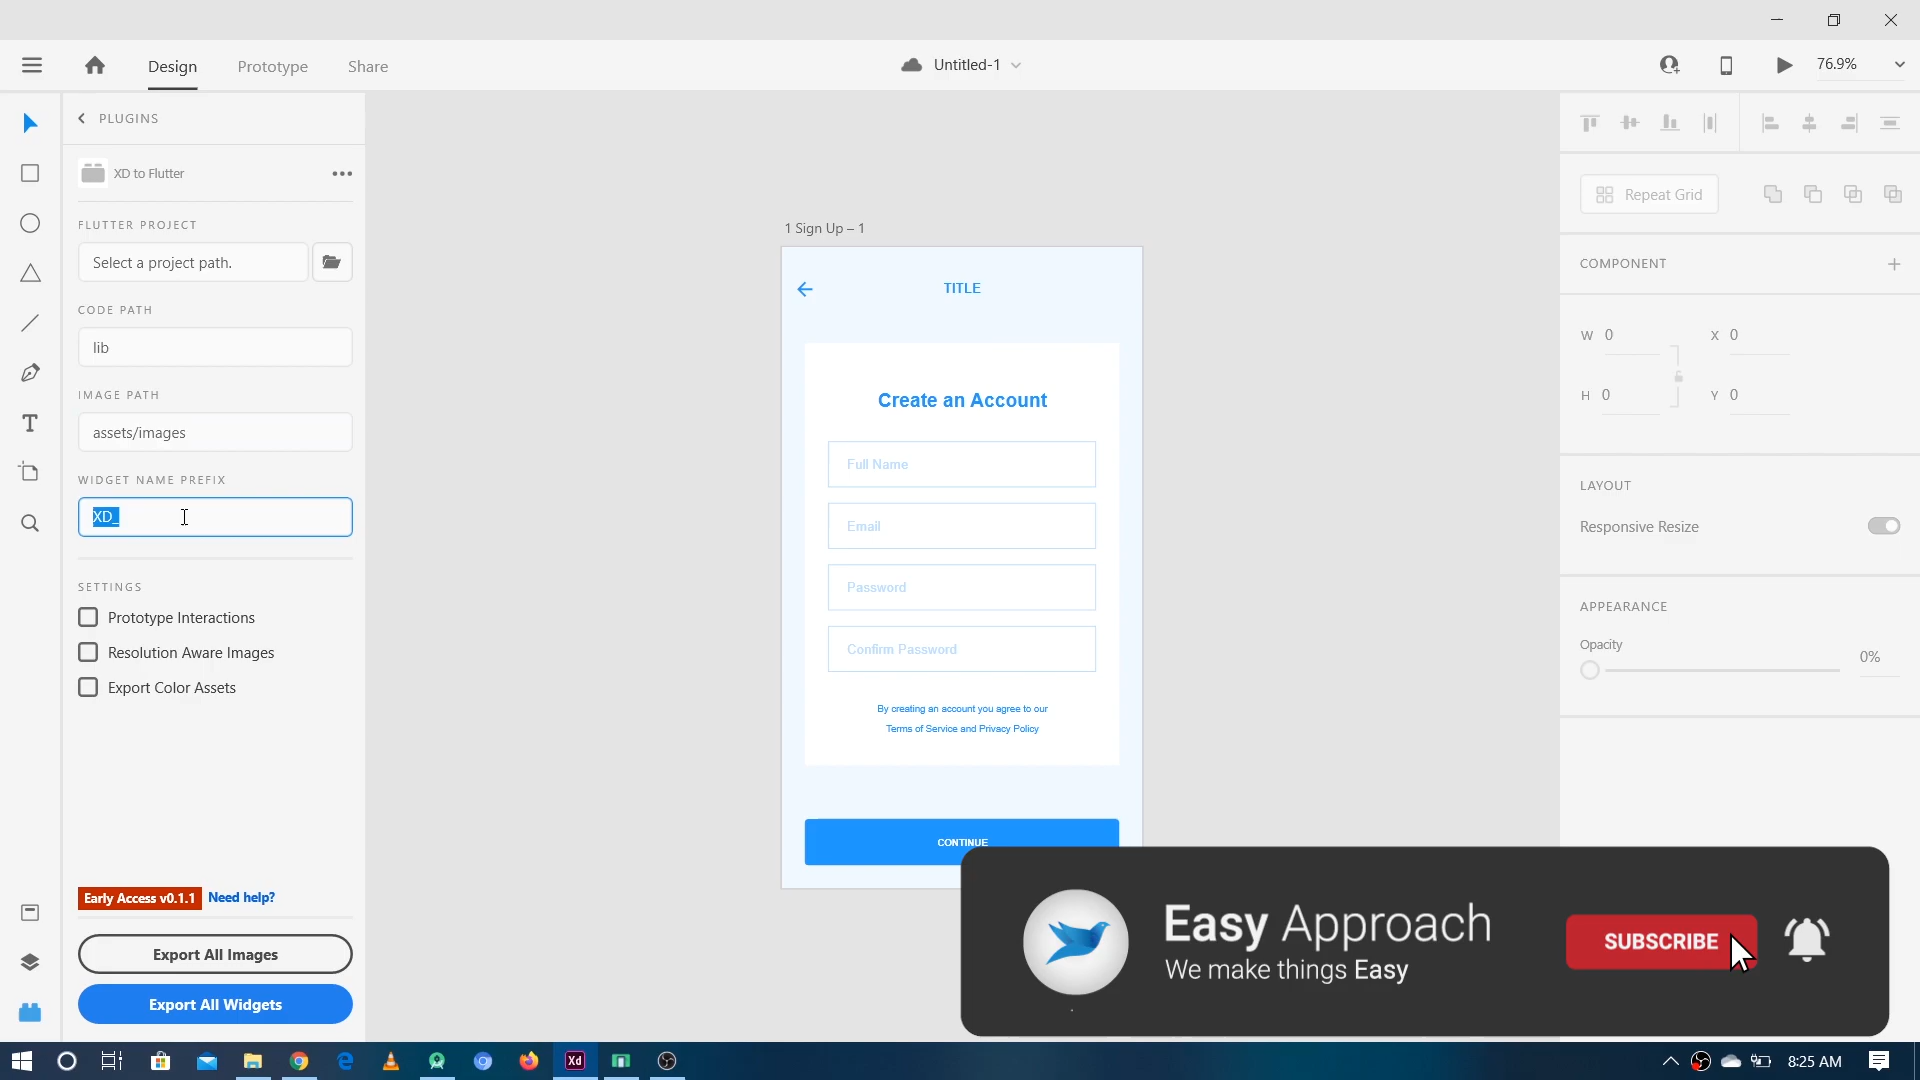 Design
Prototype
Share
Untitled-1
76.9%
PLUGINS
XD to Flutter
FLUTTER PROJECT
Select a project path.
CODE PATH
lib
IMAGE PATH
assets/images
WIDGET NAME PREFIX
XD_
SETTINGS
Prototype Interactions
Resolution Aware Images
Export Color Assets
Early Access v0.1.1 Need help?
Export All Images
Export All Widgets
1 Sign Up – 1
TITLE
Create an Account
Full Name
Email
Password
Confirm Password
By creating an account you agree to our
Terms of Service and Privacy Policy
CONTINUE
Repeat Grid
COMPONENT
W 0 X 0
H 0 Y 0
LAYOUT
Responsive Resize
APPEARANCE
Opacity
0%
Easy Approach
We make things Easy
SUBSCRIBE
Xd
8:25 AM